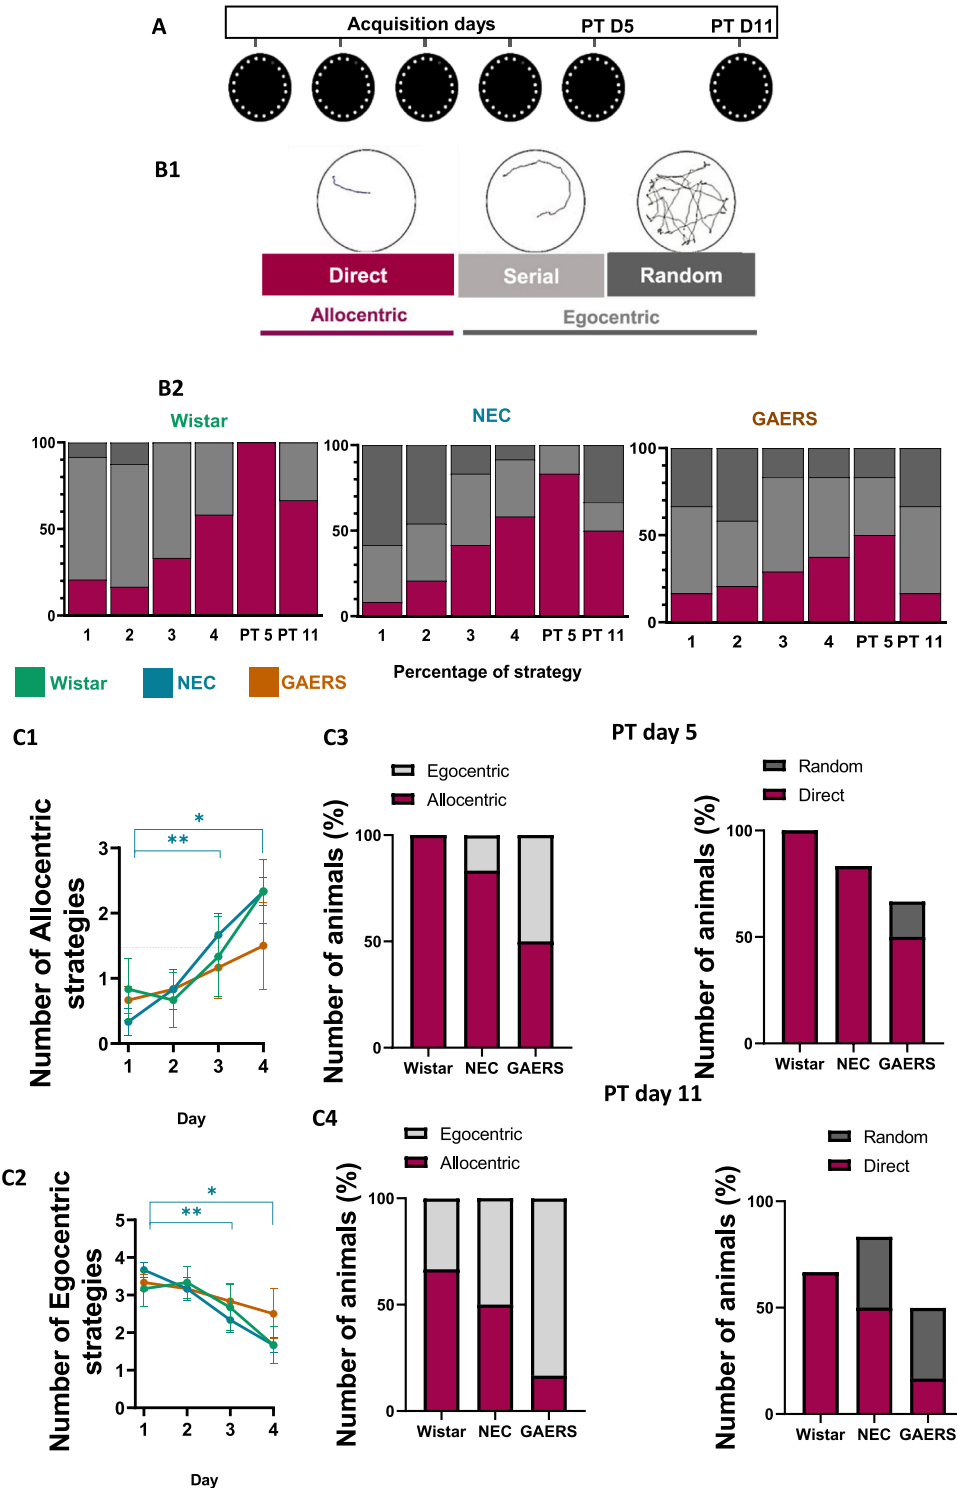 A
Acquisition days PT D5 PT D11
B1
Direct Serial Random
Allocentric Egocentric
B2
Wistar NEC GAERS
100 100 100
50 50 50
0 0 0
1 2 3 4 PT 5 PT 11 1 2 3 4 PT 5 PT 11 1 2 3 4 PT 5 PT 11
Percentage of strategy
Wistar NEC GAERS
C1
Number of Allocentric strategies
3
2
1
0
* 
**
1 2 3 4
Day
C3
PT day 5
Egocentric
Allocentric
Number of animals (%)
100
50
0
Wistar NEC GAERS
Random
Direct
Number of animals (%)
100
50
0
Wistar NEC GAERS
C2
Number of Egocentric strategies
5
4
3
2
1
0
*
**
1 2 3 4
Day
C4
PT day 11
Egocentric
Allocentric
Number of animals (%)
100
50
0
Wistar NEC GAERS
Random
Direct
Number of animals (%)
100
50
0
Wistar NEC GAERS